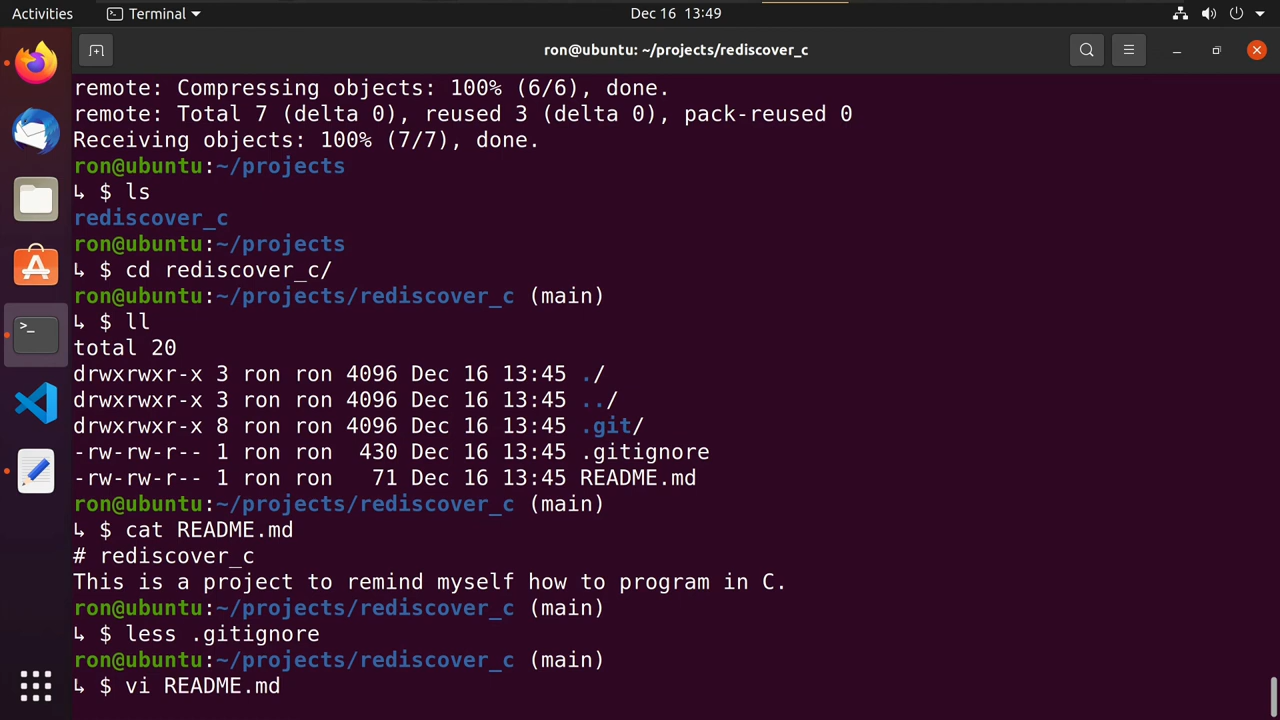 Activities Terminal Dec 16 13:49
ron@ubuntu: ~/projects/rediscover_c
remote: Compressing objects: 100% (6/6), done.
remote: Total 7 (delta 0), reused 3 (delta 0), pack-reused 0
Receiving objects: 100% (7/7), done.
ron@ubuntu:~/projects
↳ $ ls
rediscover_c
ron@ubuntu:~/projects
↳ $ cd rediscover_c/
ron@ubuntu:~/projects/rediscover_c (main)
↳ $ ll
total 20
drwxrwxr-x 3 ron ron 4096 Dec 16 13:45 ./
drwxrwxr-x 3 ron ron 4096 Dec 16 13:45 ../
drwxrwxr-x 8 ron ron 4096 Dec 16 13:45 .git/
-rw-rw-r-- 1 ron ron  430 Dec 16 13:45 .gitignore
-rw-rw-r-- 1 ron ron   71 Dec 16 13:45 README.md
ron@ubuntu:~/projects/rediscover_c (main)
↳ $ cat README.md
# rediscover_c
This is a project to remind myself how to program in C.
ron@ubuntu:~/projects/rediscover_c (main)
↳ $ less .gitignore
ron@ubuntu:~/projects/rediscover_c (main)
↳ $ vi README.md